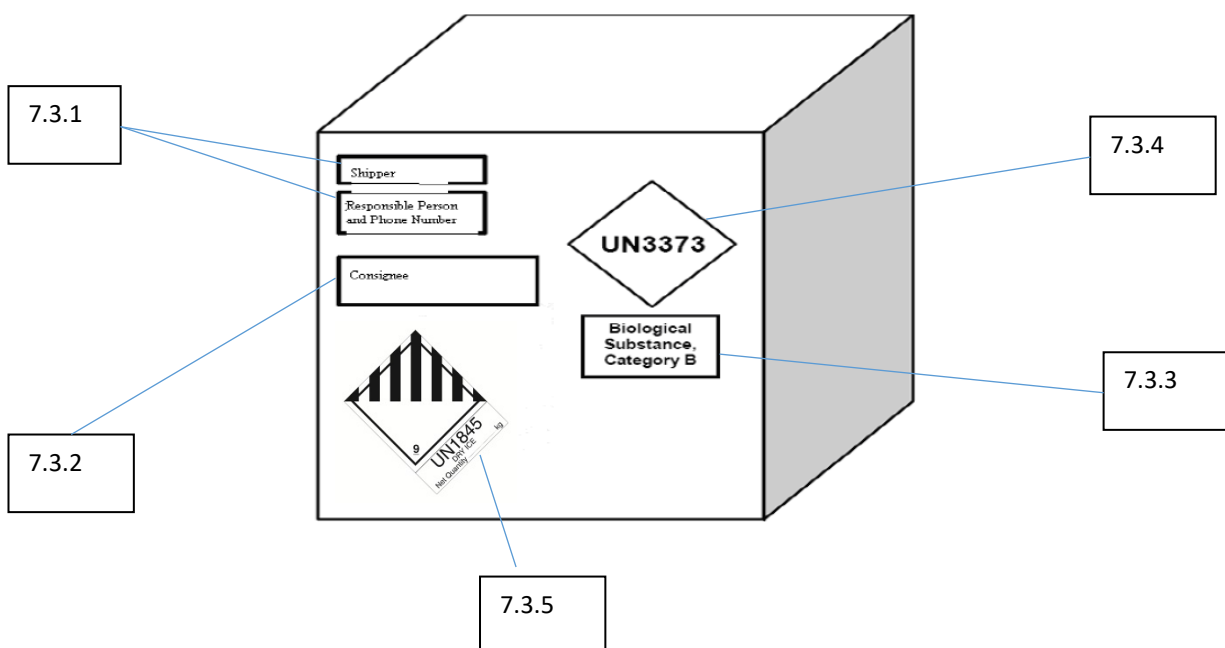 7.3.1
Shipper
Responsible Person
and Phone Number
Consignee
7.3.4
UN3373
Biological
Substance,
Category B
7.3.3
7.3.2
9
UN1845
DRY ICE
Net Quantity kg
7.3.5